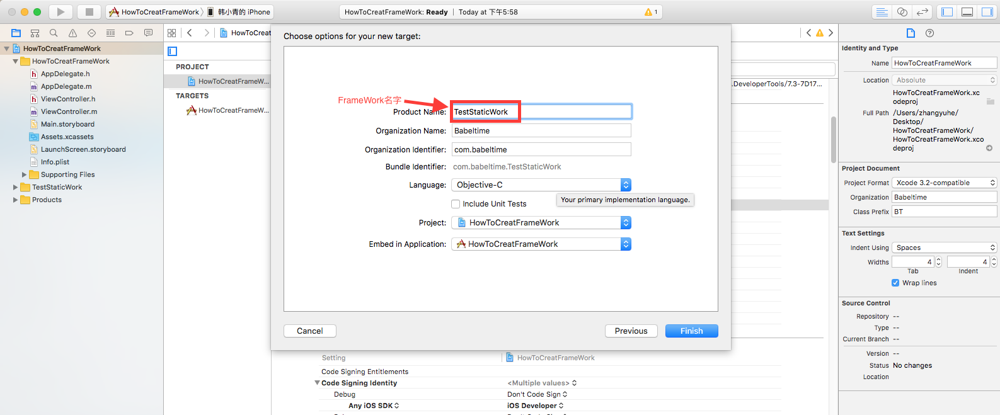 HowToCreatFrameWork 韩小青的 iPhone
HowToCreatFrameWork: Ready | Today at 下午5:58
1
HowToCreat
HowToCreatFrameWork
HowToCreatFrameWork
AppDelegate.h
AppDelegate.m
ViewController.h
ViewController.m
Main.storyboard
Assets.xcassets
LaunchScreen.storyboard
Info.plist
Supporting Files
TestStaticWork
Products
PROJECT
HowToCreatFrameW...
TARGETS
HowToCreatFrameW...
Choose options for your new target:
FrameWork名字
Product Name: TestStaticWork
Organization Name: Babeltime
Organization Identifier: com.babeltime
Bundle Identifier: com.babeltime.TestStaticWork
Language: Objective-C
Your primary implementation language.
Include Unit Tests
Project: HowToCreatFrameWork
Embed in Application: HowToCreatFrameWork
Cancel
Previous
Finish
.DeveloperTools/7.3-7D17...
Setting HowToCreatFrameWork
Code Signing Entitlements
Code Signing Identity <Multiple values>
Debug Don't Code Sign
Any iOS SDK iOS Developer
Identity and Type
Name HowToCreatFrameWork
Location Absolute
HowToCreatFrameWork.xc
odeproj
Full Path /Users/zhangyuhe/
Desktop/
HowToCreatFrameWork/
HowToCreatFrameWork.xco
deproj
Project Document
Project Format Xcode 3.2-compatible
Organization Babeltime
Class Prefix BT
Text Settings
Indent Using Spaces
Widths 4 4
Tab Indent
Wrap lines
Source Control
Repository --
Type --
Current Branch --
Version --
Status No changes
Location